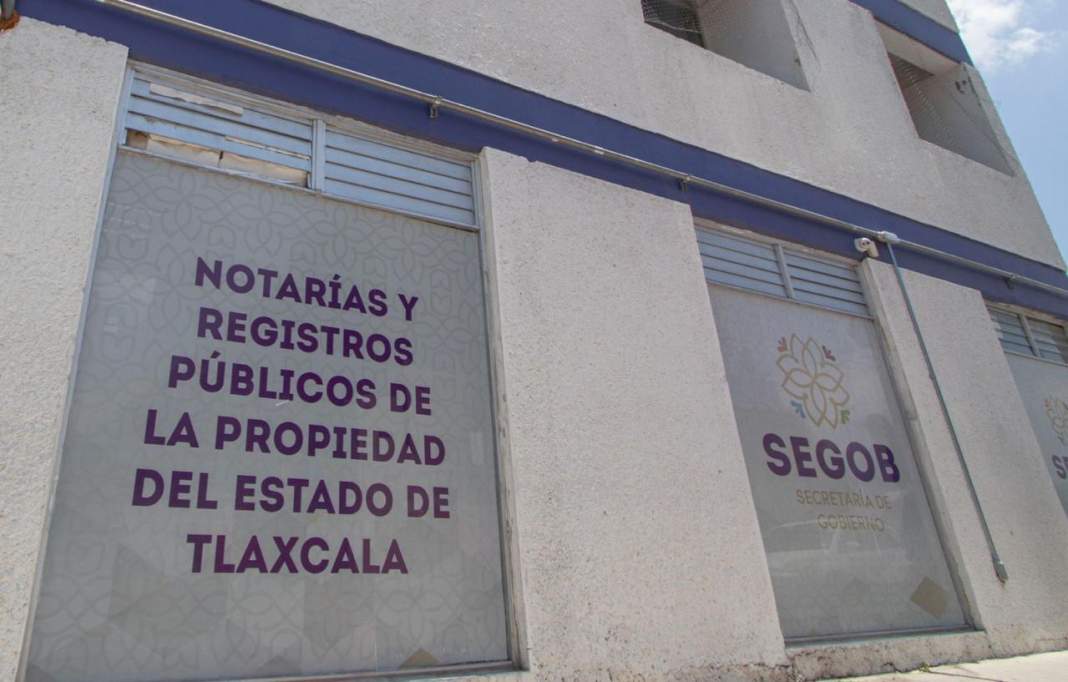 NOTARÍAS Y
REGISTROS
PÚBLICOS DE
LA PROPIEDAD
DEL ESTADO DE
TLAXCALA
SEGOB
SECRETARÍA DE
GOBIERNO